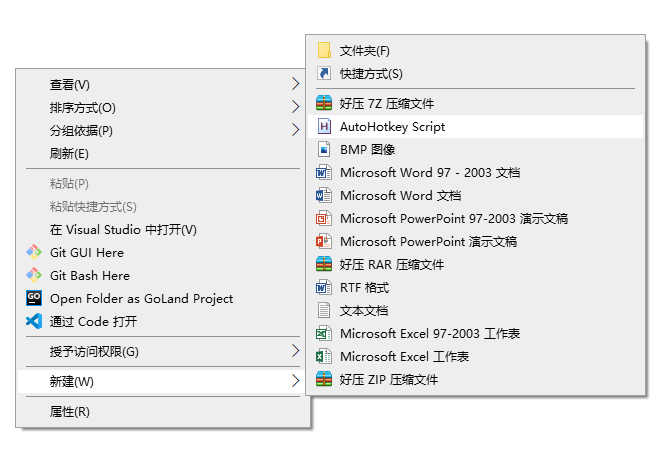 查看(V)
排序方式(O)
分组依据(P)
刷新(E)
粘贴(P)
粘贴快捷方式(S)
在 Visual Studio 中打开(V)
Git GUI Here
Git Bash Here
GO
Open Folder as GoLand Project
通过 Code 打开
授予访问权限(G)
新建(W)
属性(R)
文件夹(F)
快捷方式(S)
好压 7Z 压缩文件
AutoHotkey Script
BMP 图像
Microsoft Word 97 - 2003 文档
Microsoft Word 文档
Microsoft PowerPoint 97-2003 演示文稿
Microsoft PowerPoint 演示文稿
好压 RAR 压缩文件
RTF 格式
文本文档
Microsoft Excel 97-2003 工作表
Microsoft Excel 工作表
好压 ZIP 压缩文件